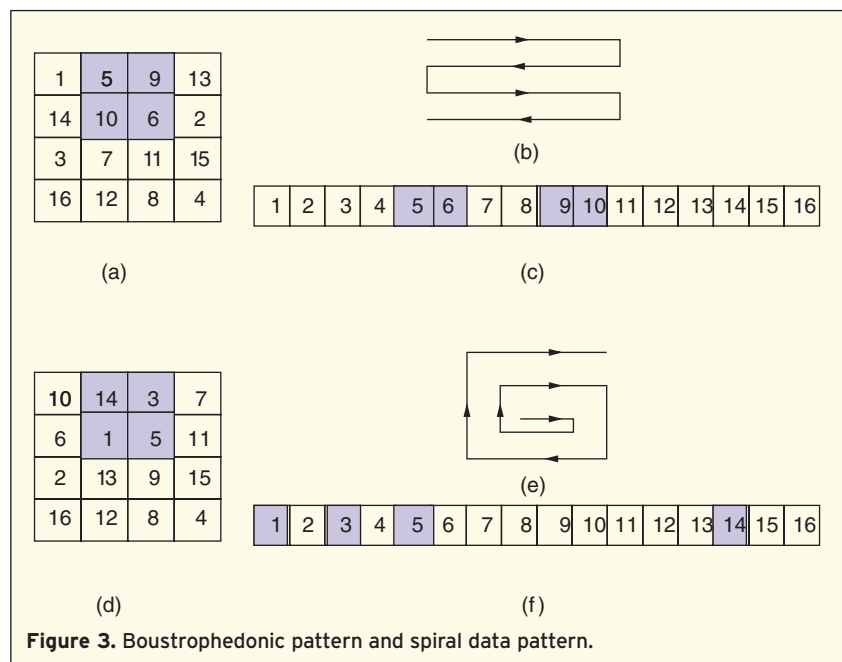 1 5 9 13
14 10 6 2
3 7 11 15
16 12 8 4
(a)
(b)
1 2 3 4 5 6 7 8 9 10 11 12 13 14 15 16
(c)
10 14 3 7
6 1 5 11
2 13 9 15
16 12 8 4
(d)
(e)
1 2 3 4 5 6 7 8 9 10 11 12 13 14 15 16
(f)
Figure 3. Boustrophedonic pattern and spiral data pattern.